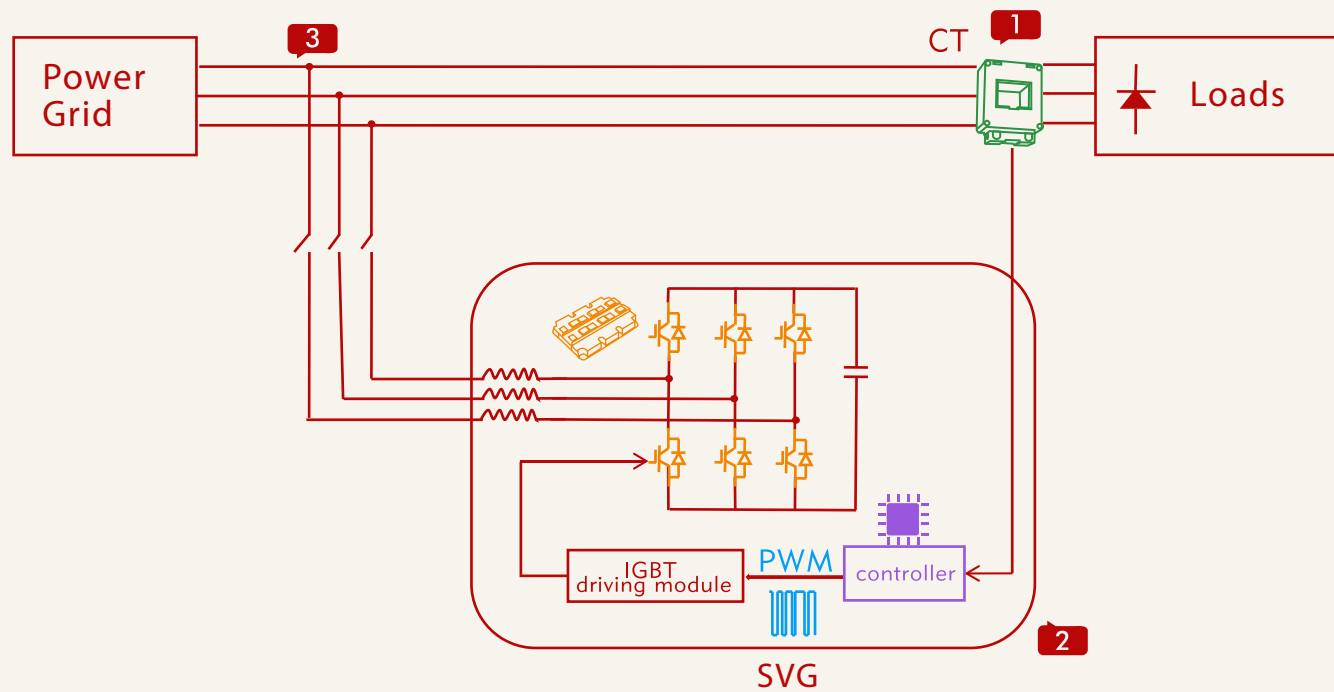 3
1
CT
Power
Grid
Loads
PWM
IGBT
driving module
controller
2
SVG